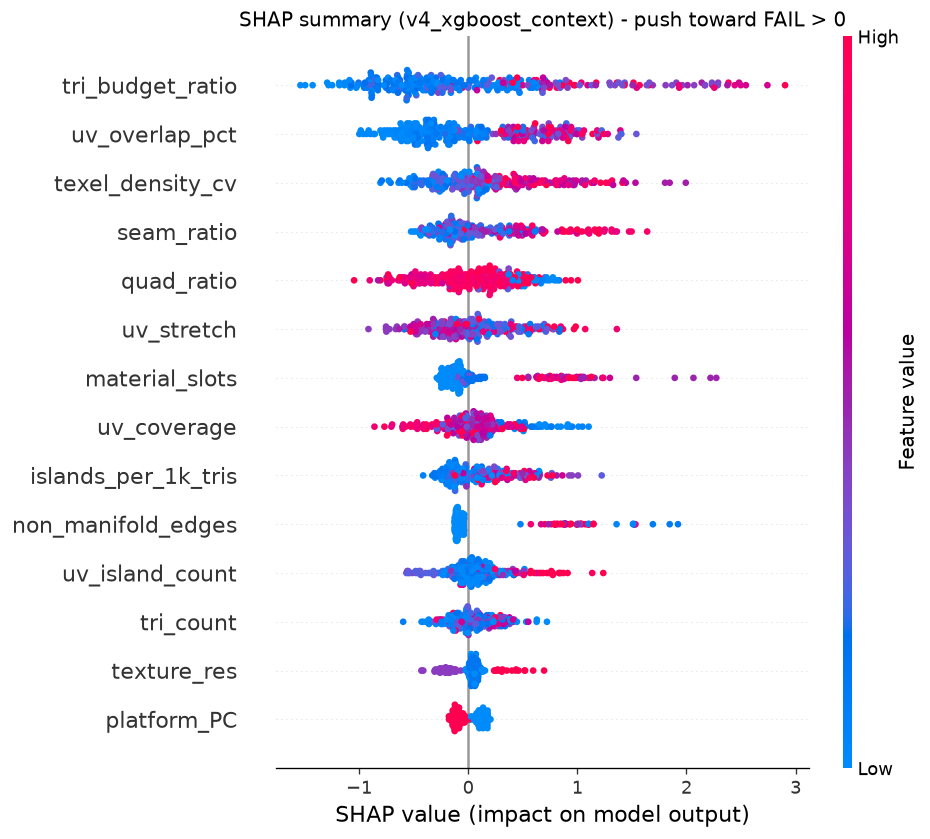 SHAP summary (v4_xgboost_context) - push toward FAIL > 0
High
tri_budget_ratio
uv_overlap_pct
texel_density_cv
seam_ratio
quad_ratio
uv_stretch
material_slots
uv_coverage
islands_per_1k_tris
non_manifold_edges
uv_island_count
tri_count
texture_res
platform_PC
Feature value
Low
−1 0 1 2 3
SHAP value (impact on model output)